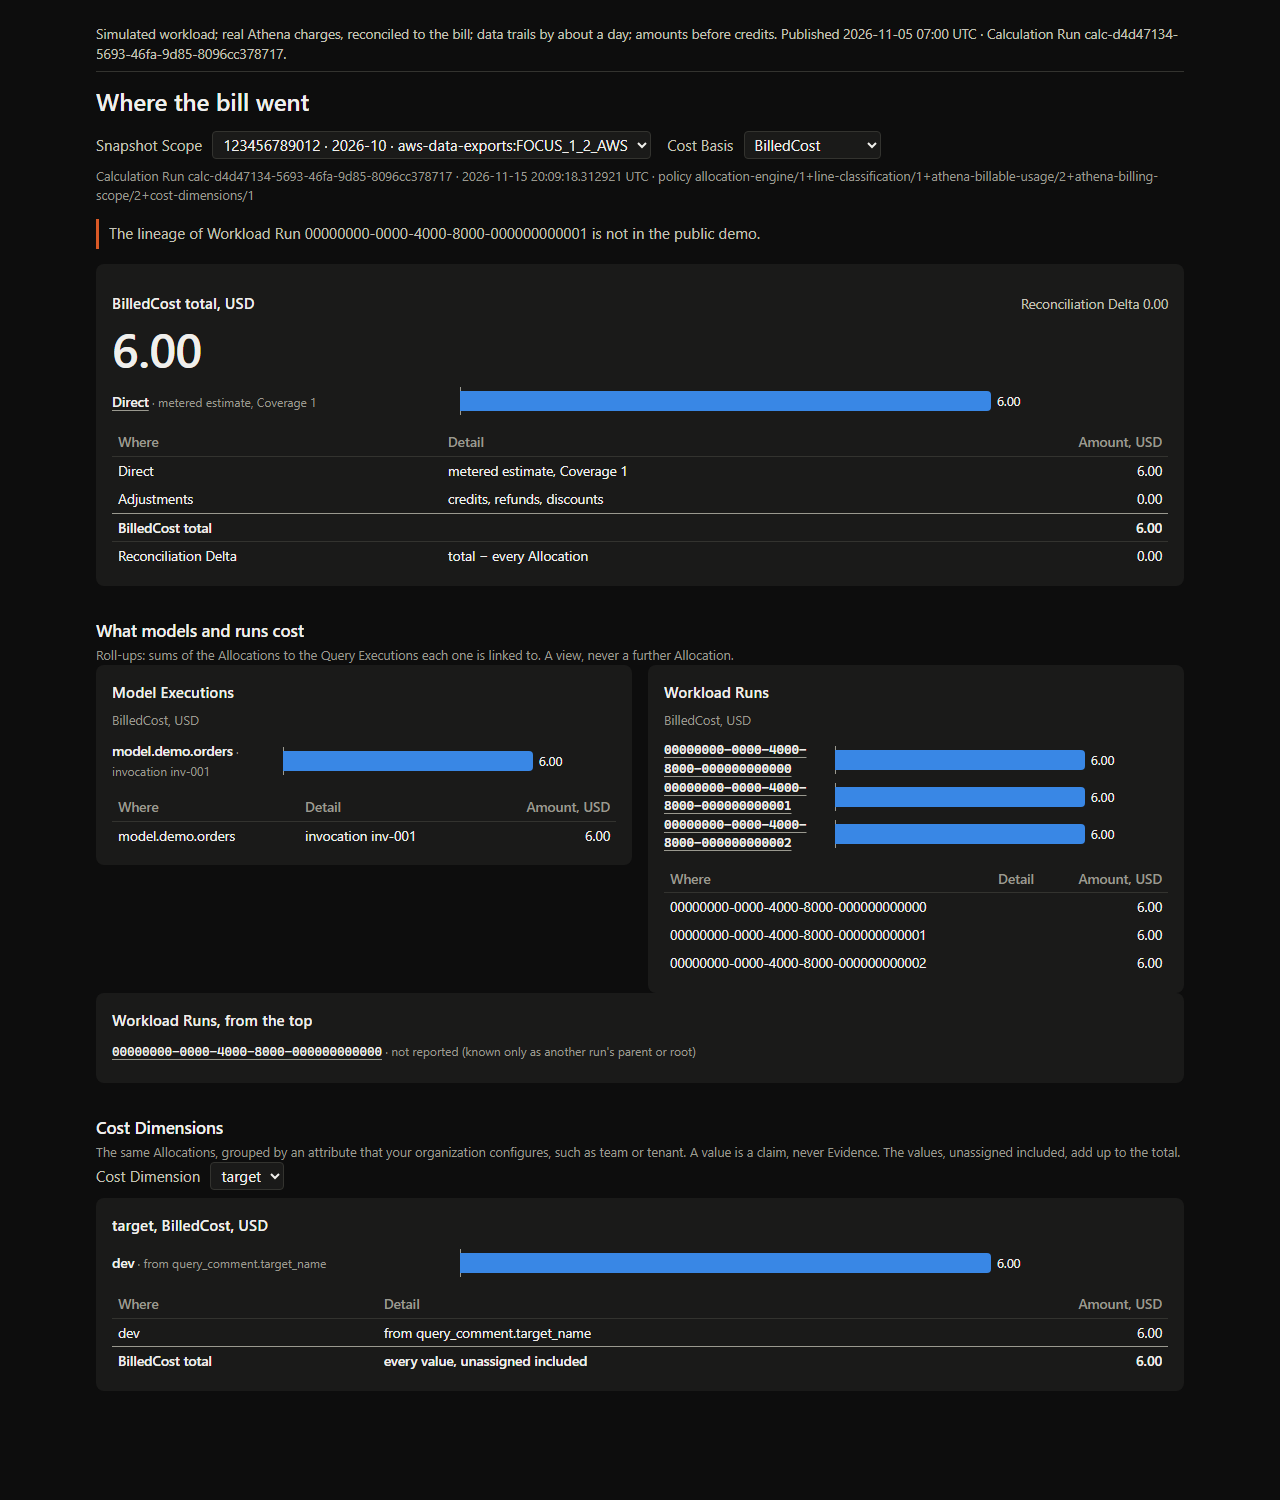 Simulated workload; real Athena charges, reconciled to the bill; data trails by about a day; amounts before credits. Published 2026-11-05 07:00 UTC · Calculation Run calc-d4d47134-
5693-46fa-9d85-8096cc378717.
Where the bill went
Snapshot Scope 123456789012 · 2026-10 · aws-data-exports:FOCUS_1_2_AWS Cost Basis BilledCost
Calculation Run calc-d4d47134-5693-46fa-9d85-8096cc378717 · 2026-11-15 20:09:18.312921 UTC · policy allocation-engine/1+line-classification/1+athena-billable-usage/2+athena-billing-
scope/2+cost-dimensions/1
The lineage of Workload Run 00000000-0000-4000-8000-000000000001 is not in the public demo.
BilledCost total, USD Reconciliation Delta 0.00
6.00
Direct · metered estimate, Coverage 1 6.00
Where Detail Amount, USD
Direct metered estimate, Coverage 1 6.00
Adjustments credits, refunds, discounts 0.00
BilledCost total 6.00
Reconciliation Delta total − every Allocation 0.00
What models and runs cost
Roll-ups: sums of the Allocations to the Query Executions each one is linked to. A view, never a further Allocation.
Model Executions
BilledCost, USD
model.demo.orders ·
invocation inv-001 6.00
Where Detail Amount, USD
model.demo.orders invocation inv-001 6.00
Workload Runs
BilledCost, USD
00000000-0000-4000-
8000-000000000000 6.00
00000000-0000-4000-
8000-000000000001 6.00
00000000-0000-4000-
8000-000000000002 6.00
Where Detail Amount, USD
00000000-0000-4000-8000-000000000000 6.00
00000000-0000-4000-8000-000000000001 6.00
00000000-0000-4000-8000-000000000002 6.00
Workload Runs, from the top
00000000-0000-4000-8000-000000000000 · not reported (known only as another run's parent or root)
Cost Dimensions
The same Allocations, grouped by an attribute that your organization configures, such as team or tenant. A value is a claim, never Evidence. The values, unassigned included, add up to the total.
Cost Dimension target
target, BilledCost, USD
dev · from query_comment.target_name 6.00
Where Detail Amount, USD
dev from query_comment.target_name 6.00
BilledCost total every value, unassigned included 6.00